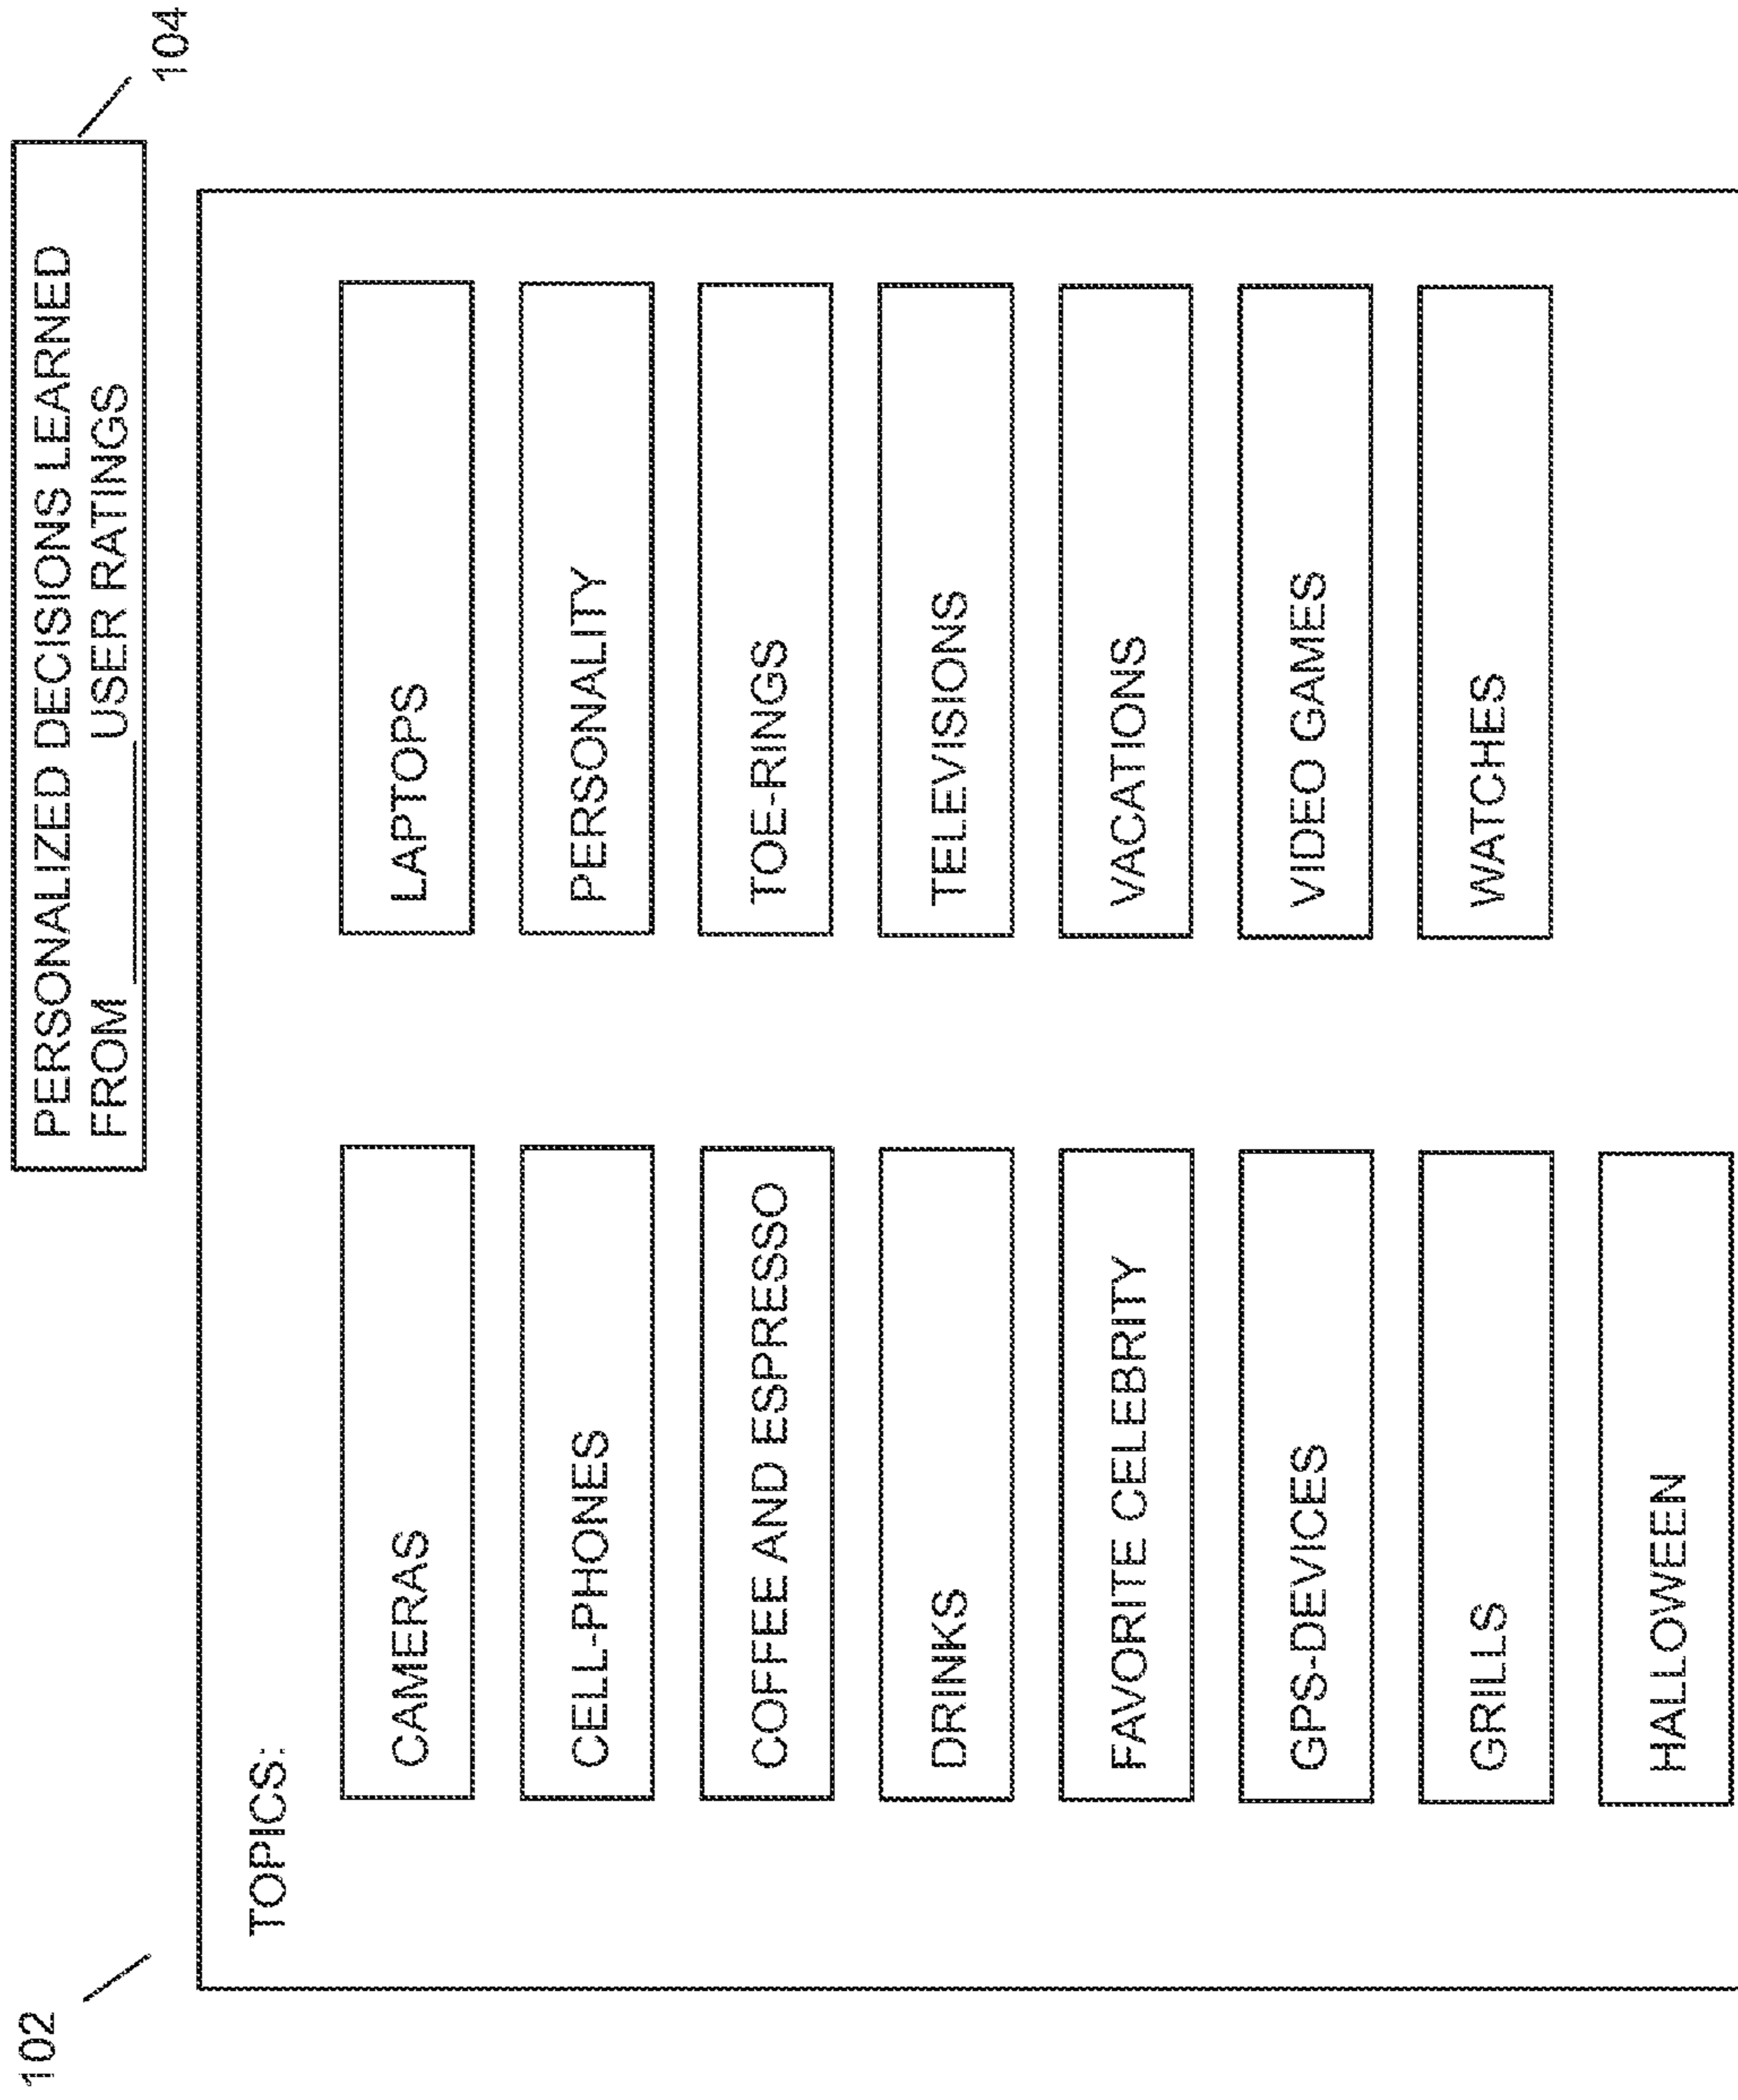 102
PERSONALIZED DECISIONS LEARNED
FROM ________ USER RATINGS
104
TOPICS:
CAMERAS
CELL-PHONES
COFFEE AND ESPRESSO
DRINKS
FAVORITE CELEBRITY
GPS-DEVICES
GRILLS
HALLOWEEN
LAPTOPS
PERSONALITY
TOE-RINGS
TELEVISIONS
VACATIONS
VIDEO GAMES
WATCHES